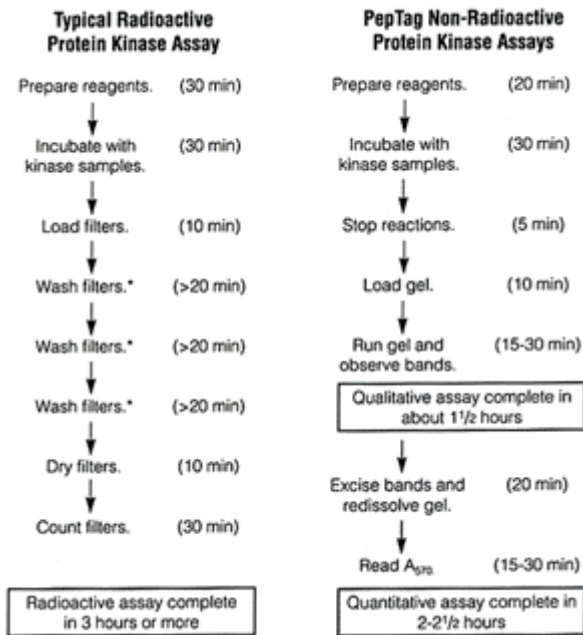 Typical Radioactive
Protein Kinase Assay
Prepare reagents. (30 min)
Incubate with (30 min)
kinase samples.
Load filters. (10 min)
Wash filters.* (>20 min)
Wash filters.* (>20 min)
Wash filters.* (>20 min)
Dry filters. (10 min)
Count filters. (30 min)
Radioactive assay complete
in 3 hours or more
PepTag Non-Radioactive
Protein Kinase Assays
Prepare reagents. (20 min)
Incubate with (30 min)
kinase samples.
Stop reactions. (5 min)
Load gel. (10 min)
Run gel and (15-30 min)
observe bands.
Qualitative assay complete in
about 1 1/2 hours
Excise bands and (20 min)
redissolve gel.
Read A570. (15-30 min)
Quantitative assay complete in
2-2 1/2 hours